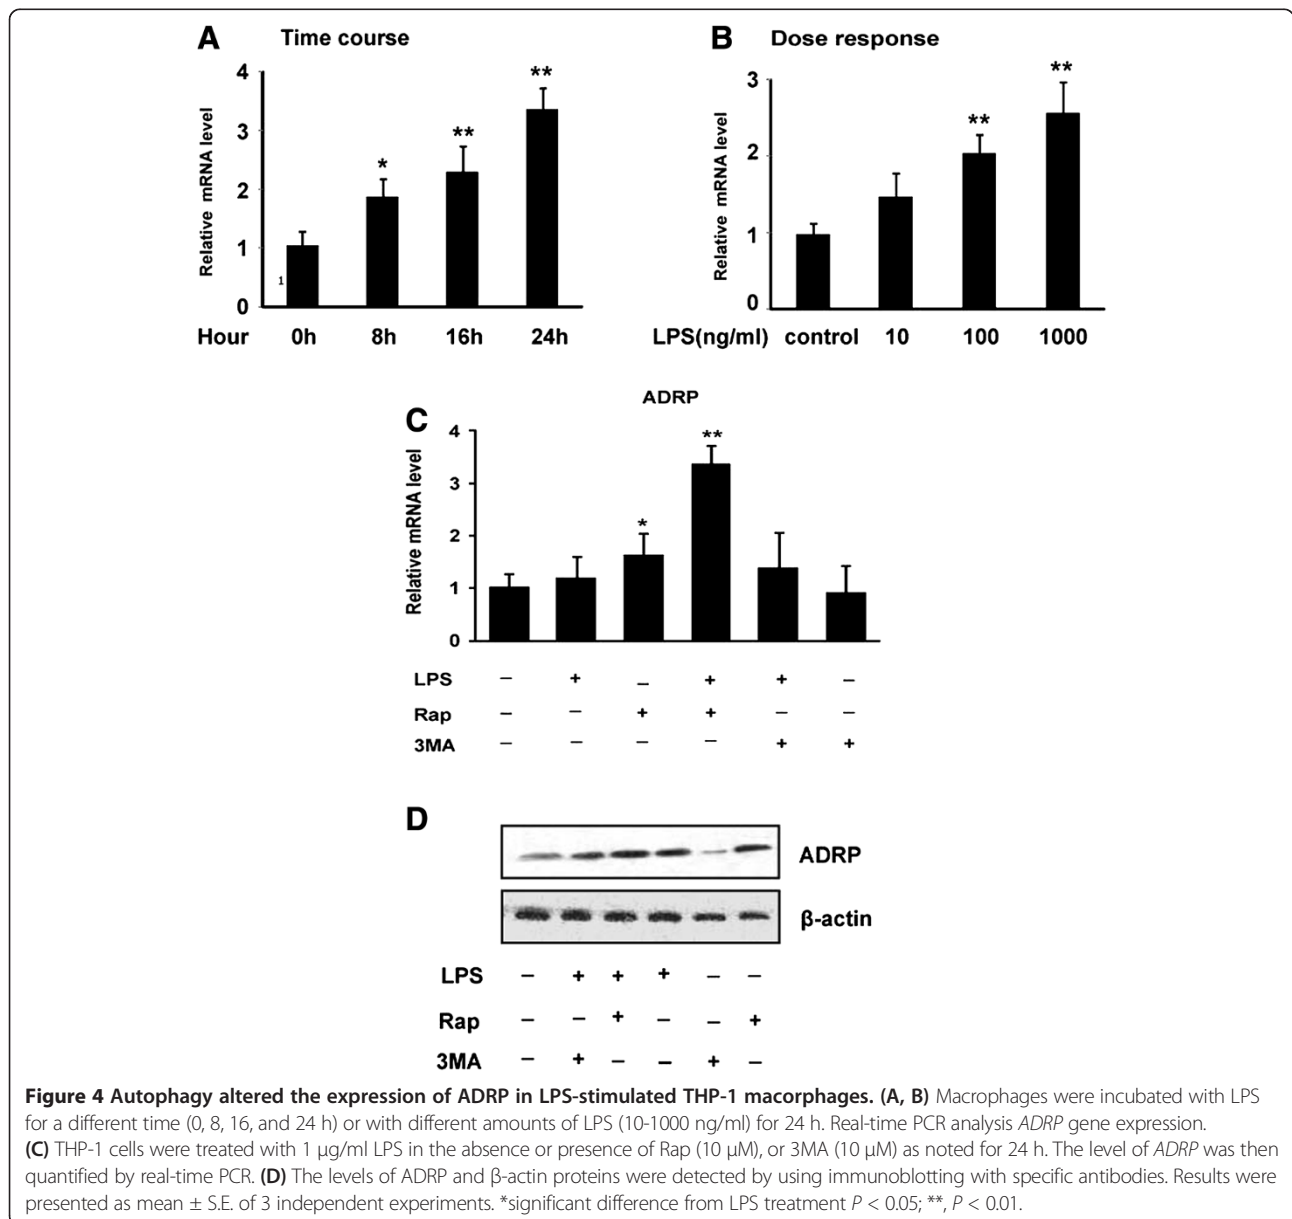 A Time course
4
3
2
1
0
Relative mRNA level
*
**
**
1
Hour 0h 8h 16h 24h
B Dose response
3
2
1
0
Relative mRNA level
**
**
LPS(ng/ml) control 10 100 1000
C
ADRP
4
3
2
1
0
Relative mRNA level
*
**
LPS – + – + + –
Rap – – + + – –
3MA – – – – + +
D
ADRP
β-actin
LPS – + + + – –
Rap – – + – – +
3MA – + – – + –
Figure 4 Autophagy altered the expression of ADRP in LPS-stimulated THP-1 macorphages. (A, B) Macrophages were incubated with LPS
for a different time (0, 8, 16, and 24 h) or with different amounts of LPS (10-1000 ng/ml) for 24 h. Real-time PCR analysis ADRP gene expression.
(C) THP-1 cells were treated with 1 μg/ml LPS in the absence or presence of Rap (10 μM), or 3MA (10 μM) as noted for 24 h. The level of ADRP was then
quantified by real-time PCR. (D) The levels of ADRP and β-actin proteins were detected by using immunoblotting with specific antibodies. Results were
presented as mean ± S.E. of 3 independent experiments. *significant difference from LPS treatment P < 0.05; **, P < 0.01.